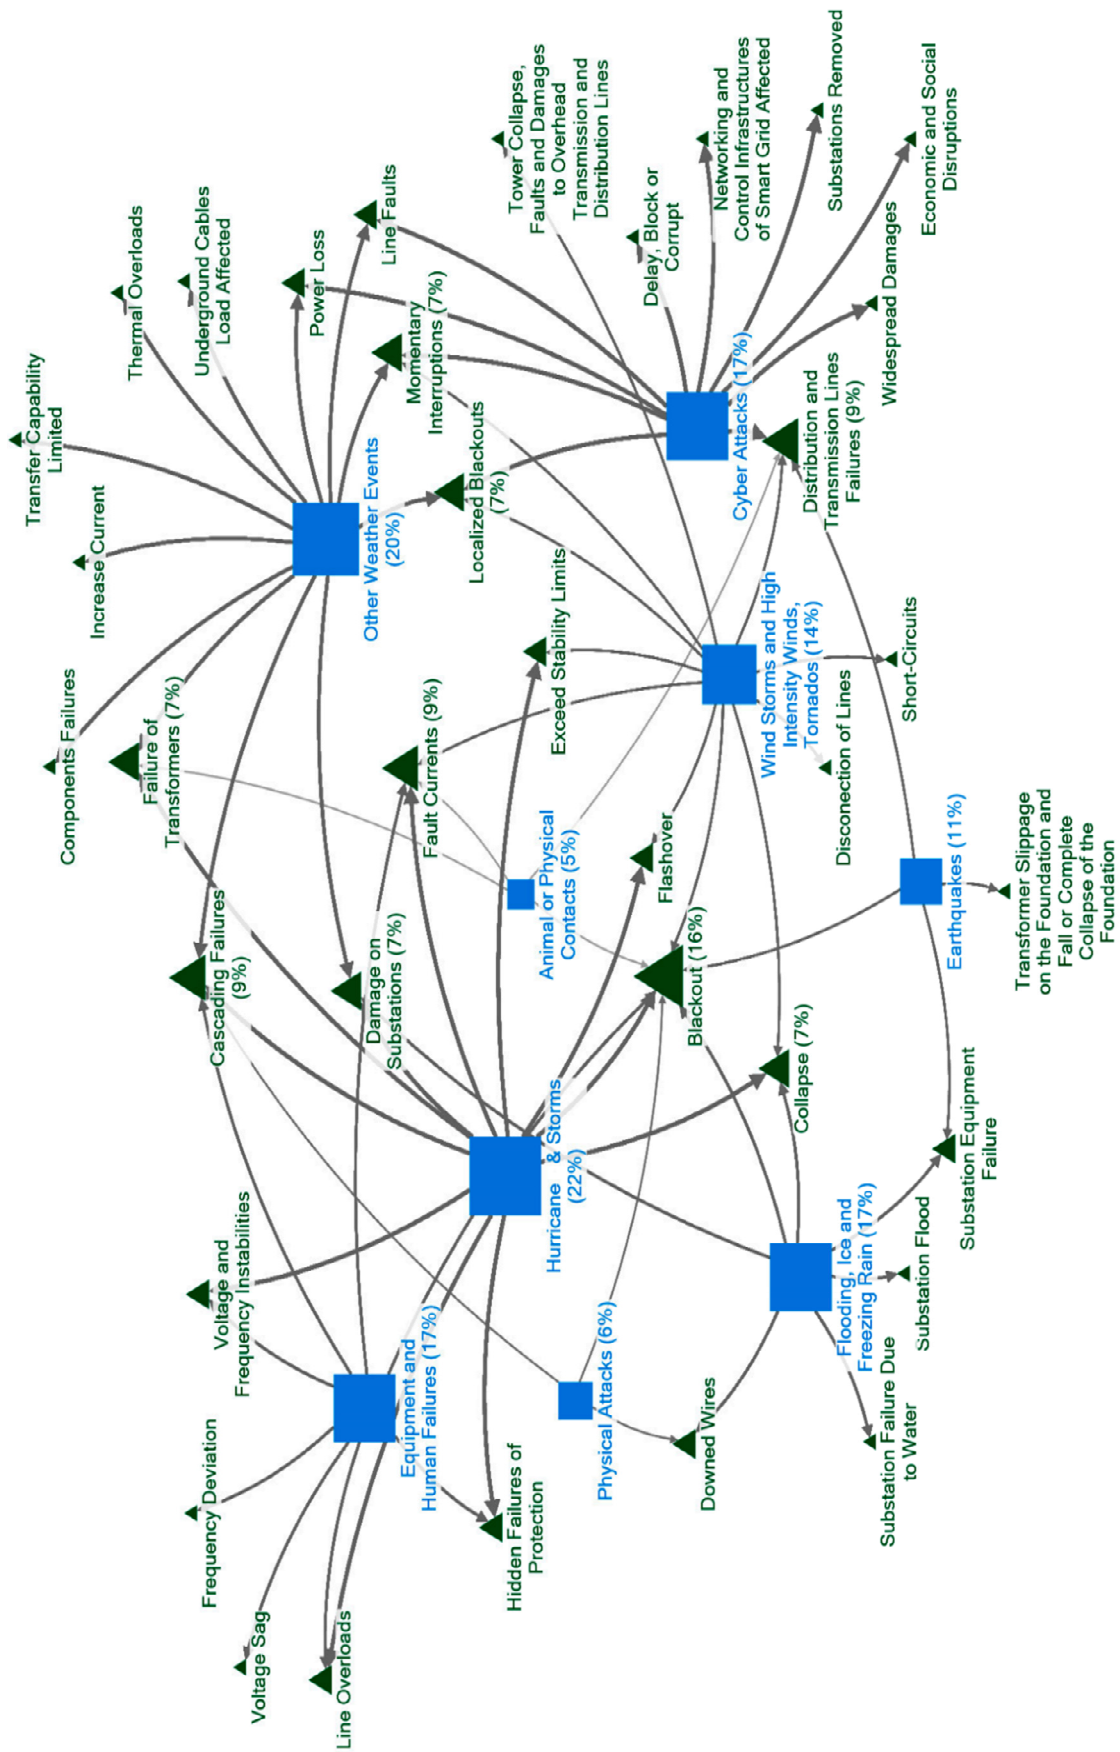 Voltage Sag
Line Overloads
Frequency Deviation
Hidden Failures of
Protection
Equipment and
Human Failures (17%)
Voltage and
Frequency Instabilities
Physical Attacks (6%)
Downed Wires
Substation Failure Due
to Water
Substation Flood
Flooding, Ice and
Freezing Rain (17%)
Hurricane & Storms
(22%)
Substation Equipment
Failure
Collapse (7%)
Cascading Failures
(9%)
Damage on
Substations (7%)
Blackout (16%)
Animal or Physical
Contacts (5%)
Flashover
Earthquakes (11%)
Transformer Slippage
on the Foundation and
Fall or Complete
Collapse of the
Foundation
Components Failures
Failure of
Transformers (7%)
Fault Currents (9%)
Exceed Stability Limits
Disconection of Lines
Short-Circuits
Wind Storms and High
Intensity Winds,
Tornados (14%)
Increase Current
Transfer Capability
Limited
Other Weather Events
(20%)
Localized Blackouts
(7%)
Cyber Attacks (17%)
Distribution and
Transmission Lines
Failures (9%)
Thermal Overloads
Underground Cables
Load Affected
Power Loss
Momentary
Interruptions (7%)
Line Faults
Delay, Block or
Corrupt
Widespread Damages
Tower Collapse,
Faults and Damages
to Overhead
Transmission and
Distribution Lines
Networking and
Control Infrastructures
of Smart Grid Affected
Substations Removed
Economic and Social
Disruptions